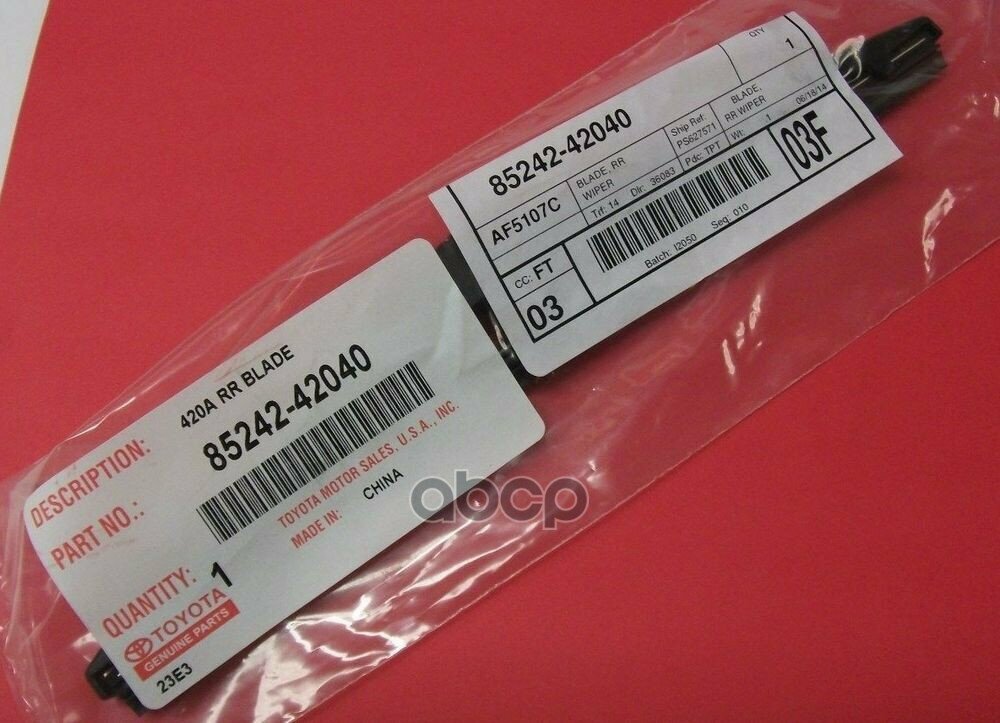 QTY
1
85242-42040
AF5107C
BLADE, RR
WIPER
Ship Ref:
PS627571
BLADE,
RR WIPER
Trf: 14 Dlr: 36083 Pdc: TPT Wt: 1 06/18/14
CC: FT
03
03F
Batch: I2050 Seq: 010
DESCRIPTION: 420A RR BLADE
PART NO.: 85242-42040
TOYOTA MOTOR SALES, U.S.A., INC.
MADE IN: CHINA
QUANTITY: 1
TOYOTA
GENUINE PARTS
23E3
abcp